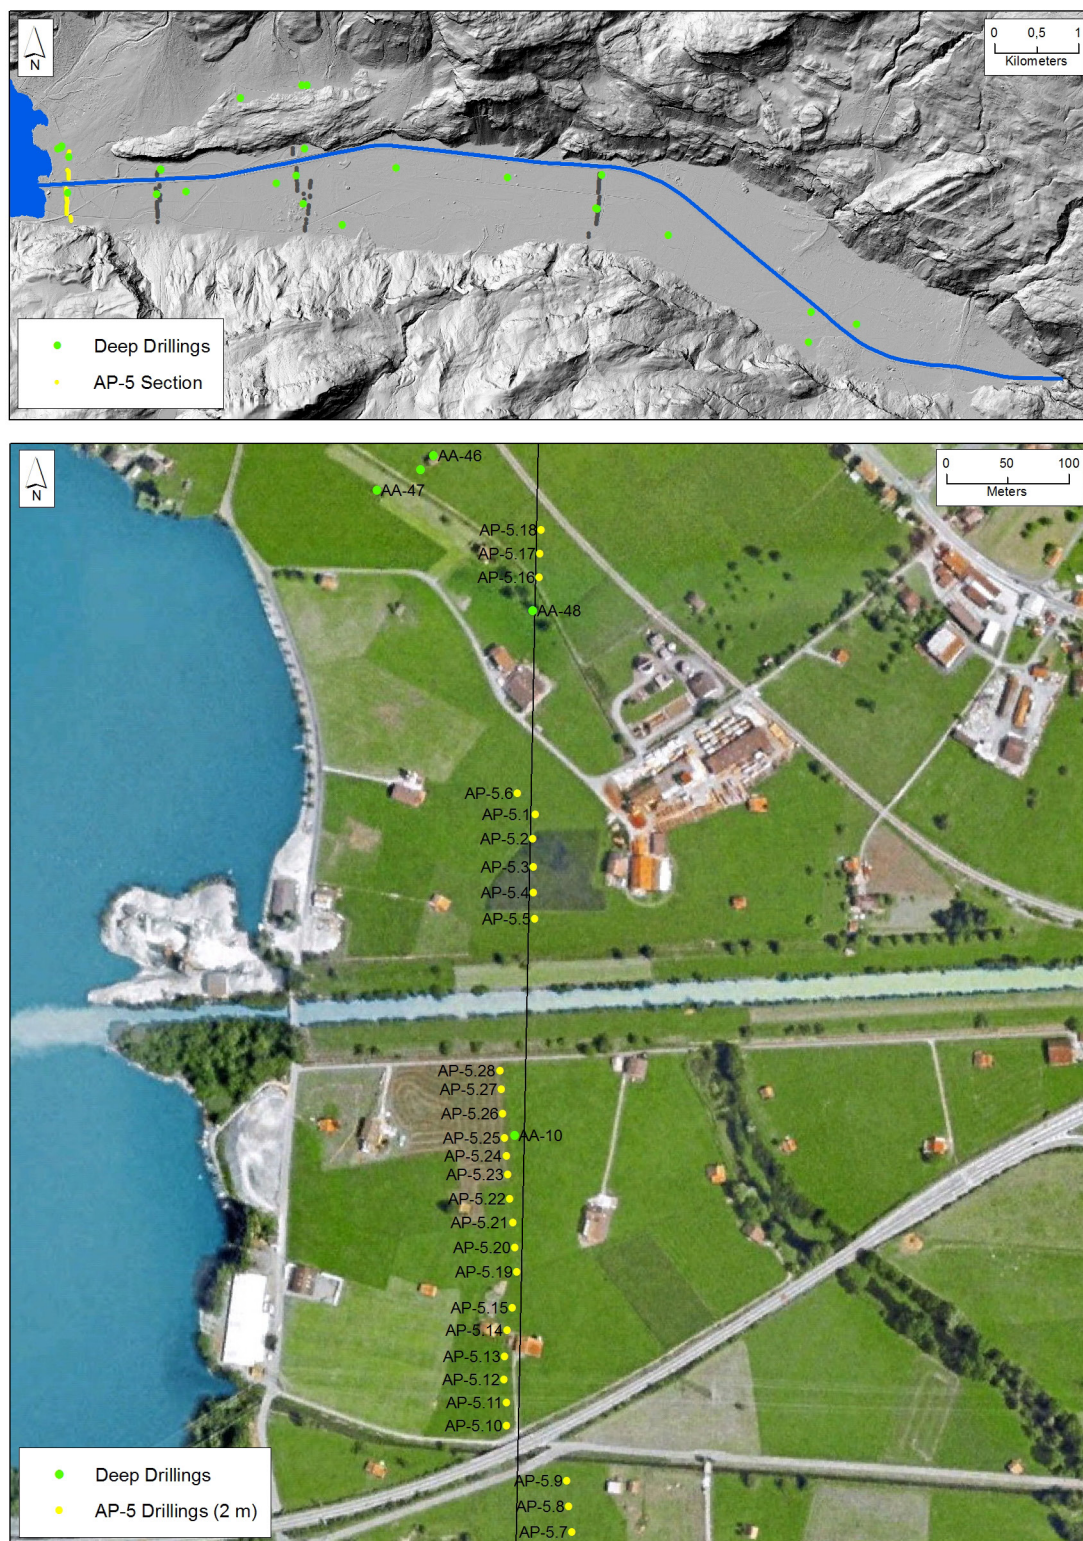 N
0 0,5 1
Kilometers
Deep Drillings
AP-5 Section
N
0 50 100
Meters
AA-46
AA-47
AP-5.18
AP-5.17
AP-5.16
AA-48
AP-5.6
AP-5.1
AP-5.2
AP-5.3
AP-5.4
AP-5.5
AP-5.28
AP-5.27
AP-5.26
AP-5.25
AA-10
AP-5.24
AP-5.23
AP-5.22
AP-5.21
AP-5.20
AP-5.19
AP-5.15
AP-5.14
AP-5.13
AP-5.12
AP-5.11
AP-5.10
AP-5.9
AP-5.8
AP-5.7
Deep Drillings
AP-5 Drillings (2 m)